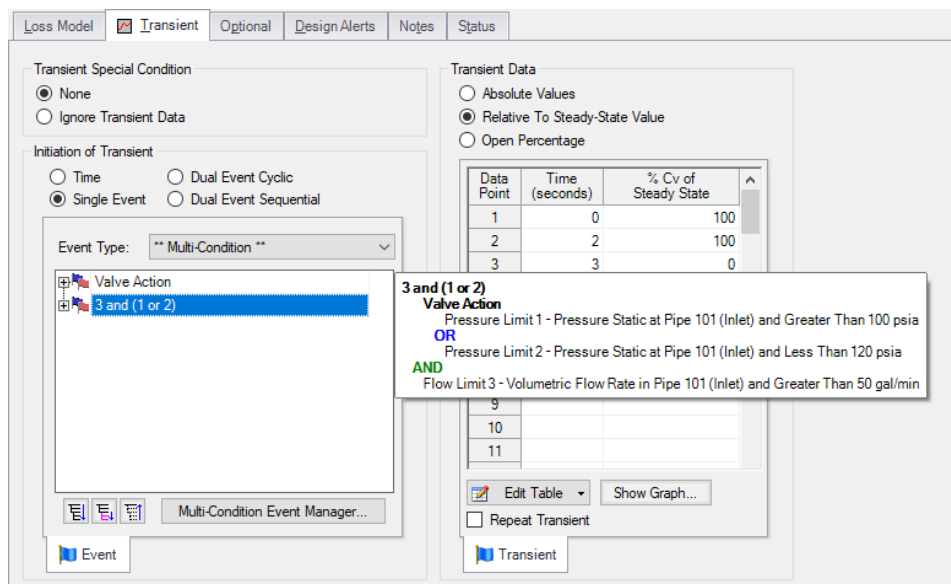 Loss Model Transient Optional Design Alerts Notes Status
Transient Special Condition
None
Ignore Transient Data
Initiation of Transient
Time Dual Event Cyclic
Single Event Dual Event Sequential
Event Type: ** Multi-Condition **
Valve Action
3 and (1 or 2)
Multi-Condition Event Manager...
Event
Transient Data
Absolute Values
Relative To Steady-State Value
Open Percentage
Data Point Time (seconds) % Cv of Steady State
1 0 100
2 2 100
3 3 0
3 and (1 or 2)
Valve Action
Pressure Limit 1 - Pressure Static at Pipe 101 (Inlet) and Greater Than 100 psia
OR
Pressure Limit 2 - Pressure Static at Pipe 101 (Inlet) and Less Than 120 psia
AND
Flow Limit 3 - Volumetric Flow Rate in Pipe 101 (Inlet) and Greater Than 50 gal/min
9
10
11
Edit Table Show Graph...
Repeat Transient
Transient